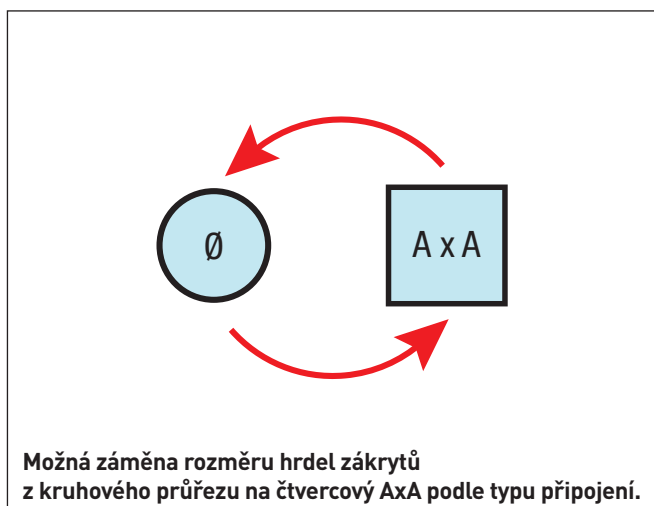 Ø
A x A
Možná záměna rozměru hrdel zákrytů
z kruhového průřezu na čtvercový AxA podle typu připojení.